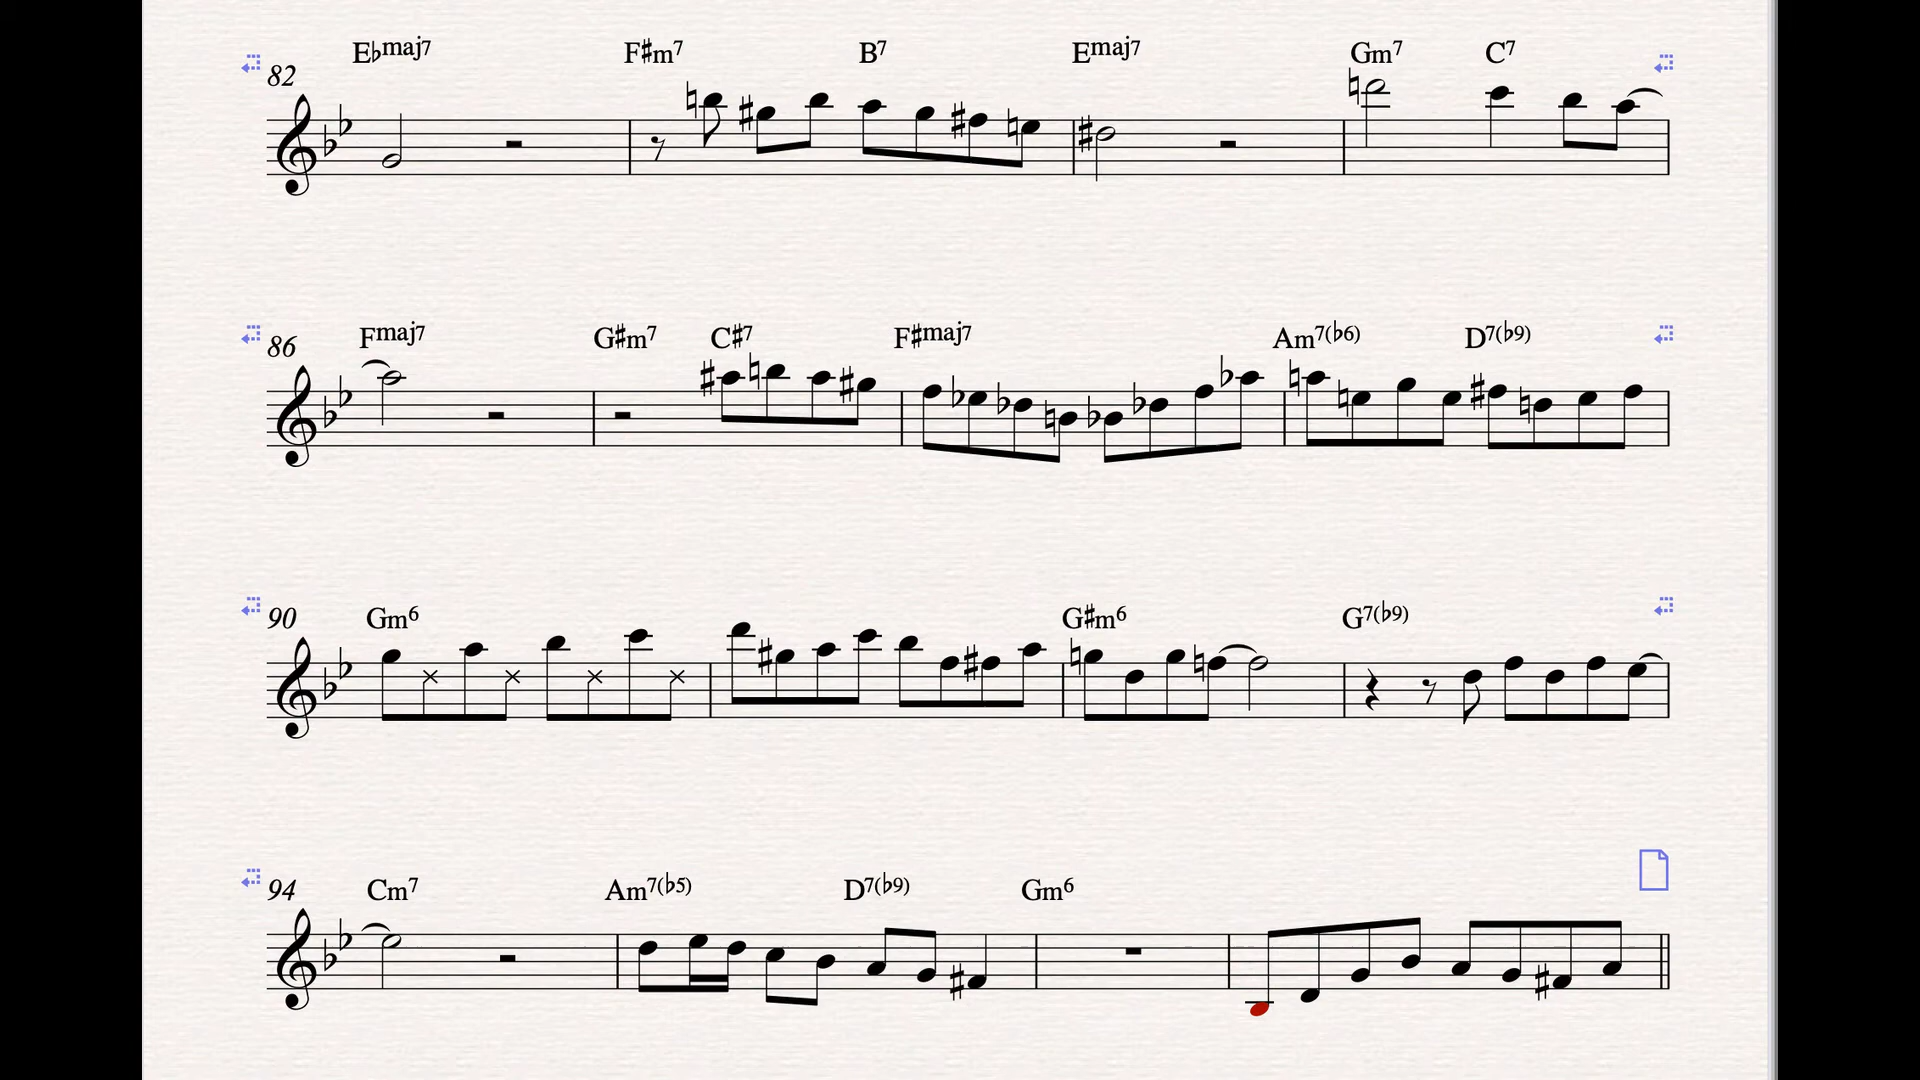 E♭maj7 F♯m7 B7 Emaj7 Gm7 C7
82
Fmaj7 G♯m7 C♯7 F♯maj7 Am7(♭6) D7(♭9)
86
Gm6 G♯m6 G7(♭9)
90
Cm7 Am7(♭5) D7(♭9) Gm6
94